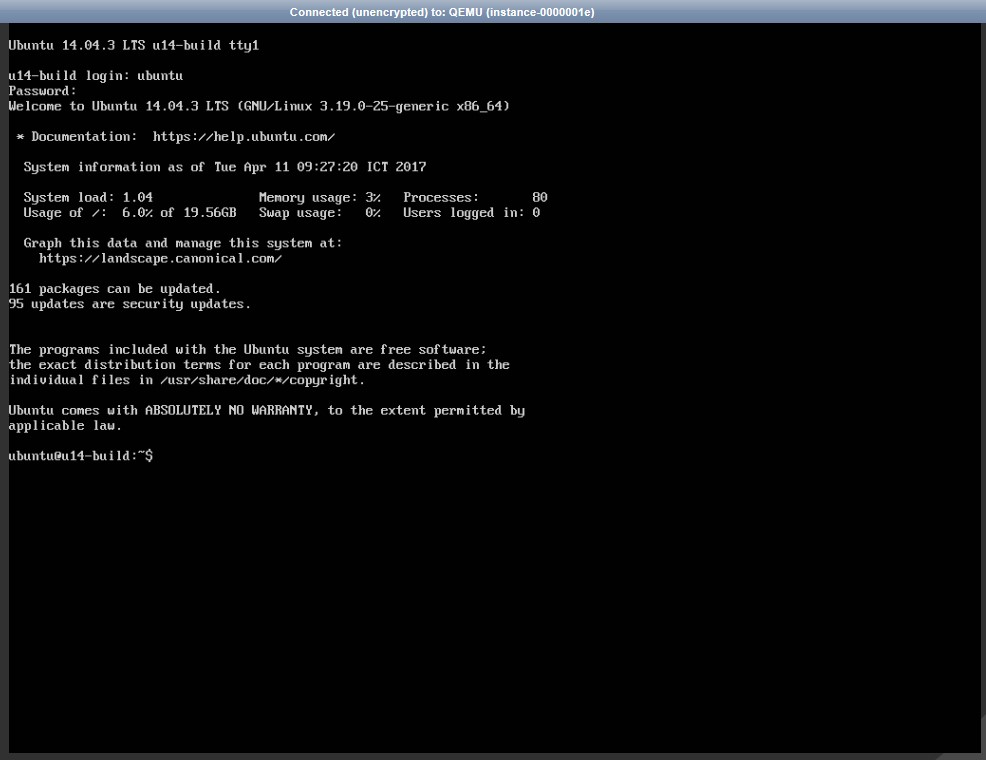 Connected (unencrypted) to: QEMU (instance-0000001e)
Ubuntu 14.04.3 LTS u14-build tty1
u14-build login: ubuntu
Password:
Welcome to Ubuntu 14.04.3 LTS (GNU/Linux 3.19.0-25-generic x86_64)
* Documentation:  https://help.ubuntu.com/
System information as of Tue Apr 11 09:27:20 ICT 2017
System load: 1.04              Memory usage: 3%   Processes:       80
Usage of /:  6.0% of 19.56GB   Swap usage:   0%   Users logged in: 0
Graph this data and manage this system at:
https://landscape.canonical.com/
161 packages can be updated.
95 updates are security updates.
The programs included with the Ubuntu system are free software;
the exact distribution terms for each program are described in the
individual files in /usr/share/doc/*/copyright.
Ubuntu comes with ABSOLUTELY NO WARRANTY, to the extent permitted by
applicable law.
ubuntu@u14-build:~$